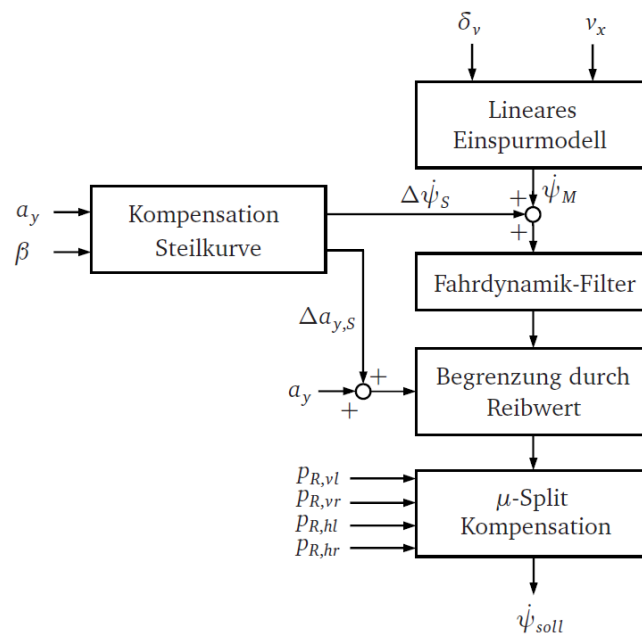 δ_v
v_x
Lineares
Einspurmodell
a_y
β
Kompensation
Steilkurve
Δψ̇_S
+
ψ̇_M
+
Fahrdynamik-Filter
Δa_{y,S}
a_y
+
+
Begrenzung durch
Reibwert
p_{R,vl}
p_{R,vr}
p_{R,hl}
p_{R,hr}
μ-Split
Kompensation
ψ̇_{soll}